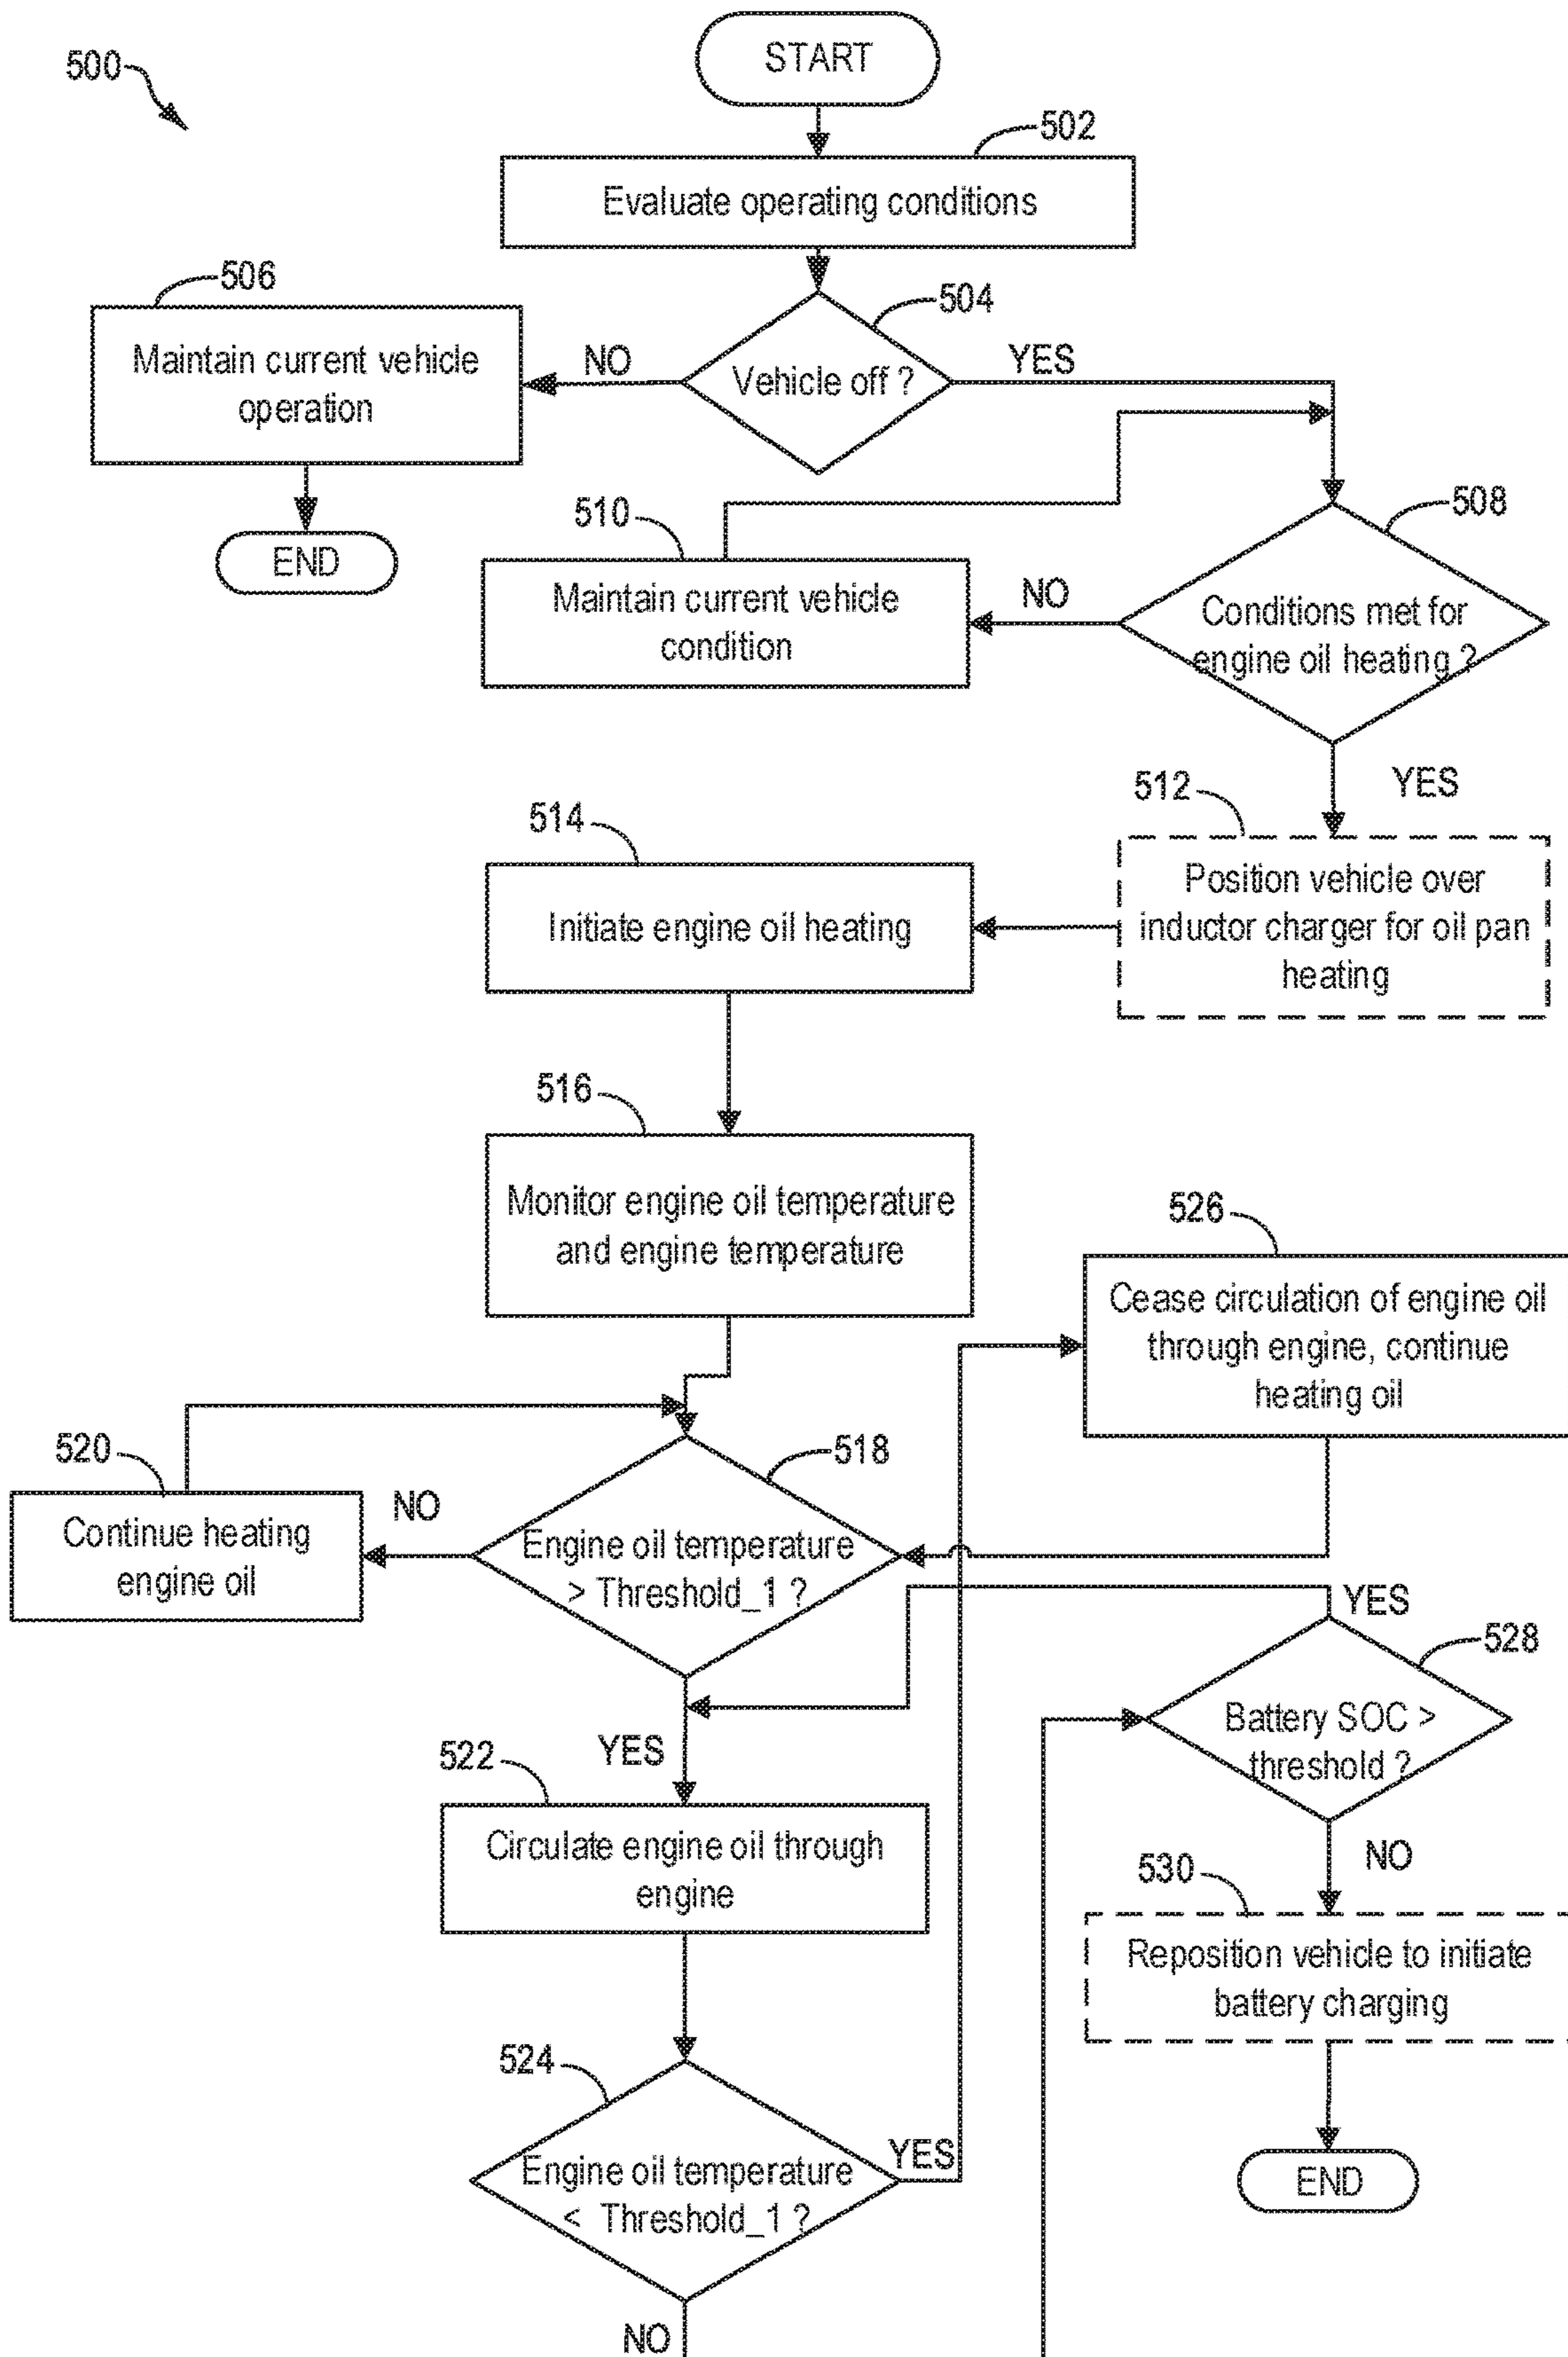 500
START
502
Evaluate operating conditions
506
504
Maintain current vehicle
operation
NO
Vehicle off ?
YES
END
510
508
Maintain current vehicle
condition
NO
Conditions met for
engine oil heating ?
YES
512
514
Position vehicle over
inductor charger for oil pan
heating
Initiate engine oil heating
516
Monitor engine oil temperature
and engine temperature
526
Cease circulation of engine oil
through engine, continue
heating oil
520
518
Continue heating
engine oil
NO
Engine oil temperature
> Threshold_1 ?
YES
528
Battery SOC >
threshold ?
YES
522
Circulate engine oil through
engine
NO
530
Reposition vehicle to initiate
battery charging
524
Engine oil temperature
< Threshold_1 ?
YES
END
NO